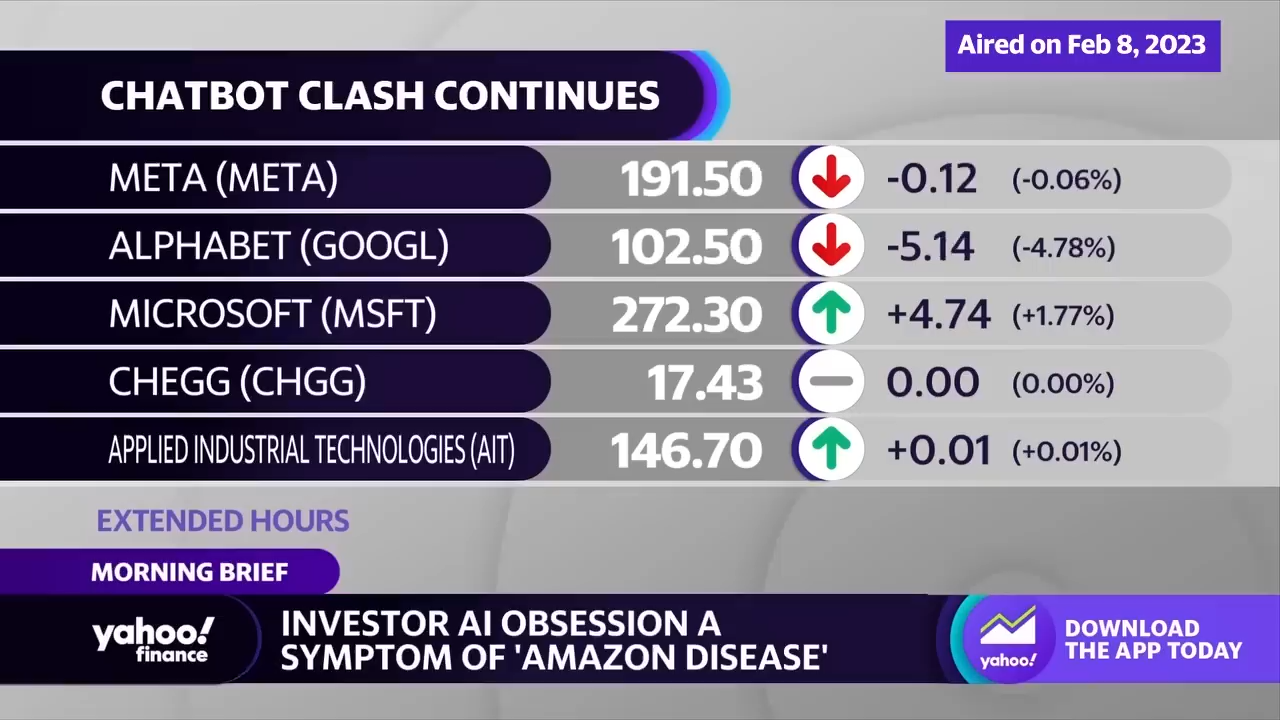 Aired on Feb 8, 2023
CHATBOT CLASH CONTINUES
META (META) 191.50 -0.12 (-0.06%)
ALPHABET (GOOGL) 102.50 -5.14 (-4.78%)
MICROSOFT (MSFT) 272.30 +4.74 (+1.77%)
CHEGG (CHGG) 17.43 0.00 (0.00%)
APPLIED INDUSTRIAL TECHNOLOGIES (AIT) 146.70 +0.01 (+0.01%)
EXTENDED HOURS
MORNING BRIEF
yahoo!
finance
INVESTOR AI OBSESSION A
SYMPTOM OF 'AMAZON DISEASE'
yahoo!
DOWNLOAD
THE APP TODAY